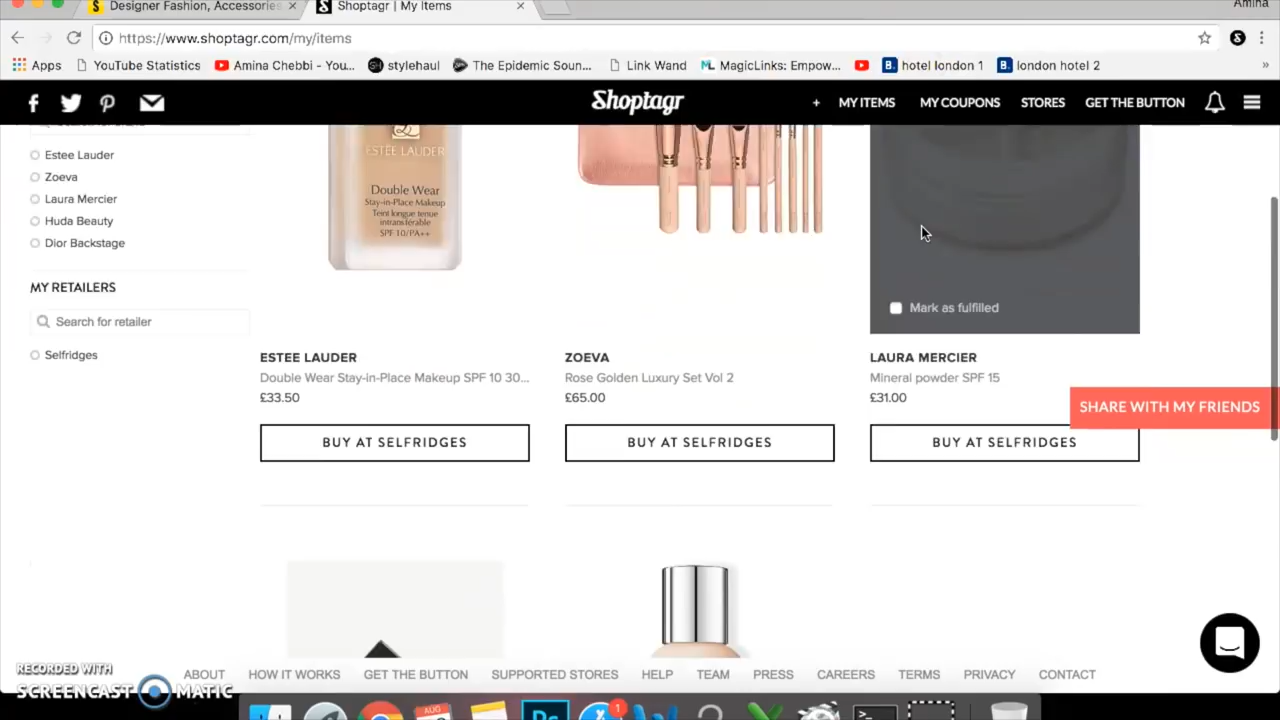 Designer Fashion, Accessories
Shoptagr | My Items
Amina
https://www.shoptagr.com/my/items
Apps
YouTube Statistics
Amina Chebbi - You...
stylehaul
The Epidemic Soun...
Link Wand
MagicLinks: Empow...
B. hotel london 1
B. london hotel 2
Shoptagr
+ MY ITEMS MY COUPONS STORES GET THE BUTTON
Estee Lauder
Zoeva
Laura Mercier
Huda Beauty
Dior Backstage
MY RETAILERS
Search for retailer
Selfridges
ESTEE LAUDER
Double Wear
Stay-in-Place Makeup
Teint longue tenue
intransférable
SPF 10/PA++
Mark as fulfilled
ESTEE LAUDER
Double Wear Stay-in-Place Makeup SPF 10 30...
£33.50
BUY AT SELFRIDGES
ZOEVA
Rose Golden Luxury Set Vol 2
£65.00
BUY AT SELFRIDGES
LAURA MERCIER
Mineral powder SPF 15
£31.00
BUY AT SELFRIDGES
SHARE WITH MY FRIENDS
ABOUT HOW IT WORKS GET THE BUTTON SUPPORTED STORES HELP TEAM PRESS CAREERS TERMS PRIVACY CONTACT
RECORDED WITH
SCREENCAST MATIC
AUG
Ps
1